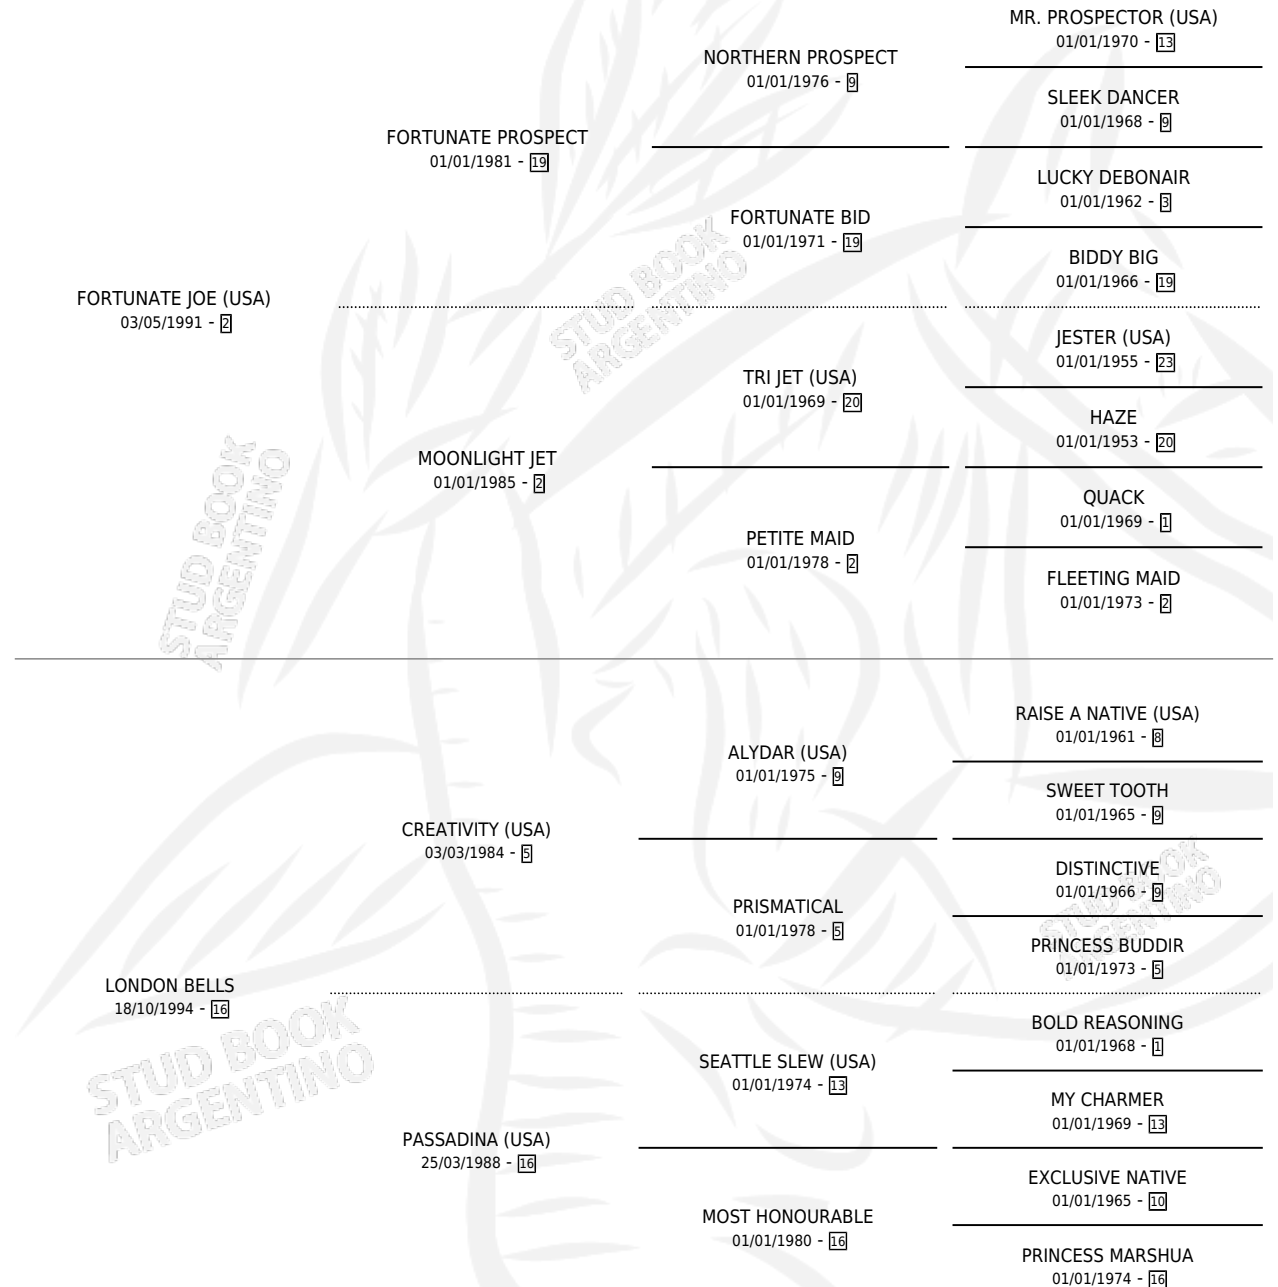 MR. PROSPECTOR (USA)
01/01/1970 - 13
NORTHERN PROSPECT
01/01/1976 - 9
SLEEK DANCER
01/01/1968 - 9
FORTUNATE PROSPECT
01/01/1981 - 19
LUCKY DEBONAIR
01/01/1962 - 3
FORTUNATE BID
01/01/1971 - 19
BIDDY BIG
01/01/1966 - 19
FORTUNATE JOE (USA)
03/05/1991 - 2
JESTER (USA)
01/01/1955 - 23
TRI JET (USA)
01/01/1969 - 20
HAZE
01/01/1953 - 20
MOONLIGHT JET
01/01/1985 - 2
QUACK
01/01/1969 - 1
PETITE MAID
01/01/1978 - 2
FLEETING MAID
01/01/1973 - 2
RAISE A NATIVE (USA)
01/01/1961 - 8
ALYDAR (USA)
01/01/1975 - 9
SWEET TOOTH
01/01/1965 - 9
CREATIVITY (USA)
03/03/1984 - 5
DISTINCTIVE
01/01/1966 - 9
PRISMATICAL
01/01/1978 - 5
PRINCESS BUDDIR
01/01/1973 - 5
LONDON BELLS
18/10/1994 - 16
BOLD REASONING
01/01/1968 - 1
SEATTLE SLEW (USA)
01/01/1974 - 13
MY CHARMER
01/01/1969 - 13
PASSADINA (USA)
25/03/1988 - 16
EXCLUSIVE NATIVE
01/01/1965 - 10
MOST HONOURABLE
01/01/1980 - 16
PRINCESS MARSHUA
01/01/1974 - 16
STUD BOOK
ARGENTINO
STUD BOOK
ARGENTINO
STUD BOOK
ARGENTINO
STUD BOOK
ARGENTINO